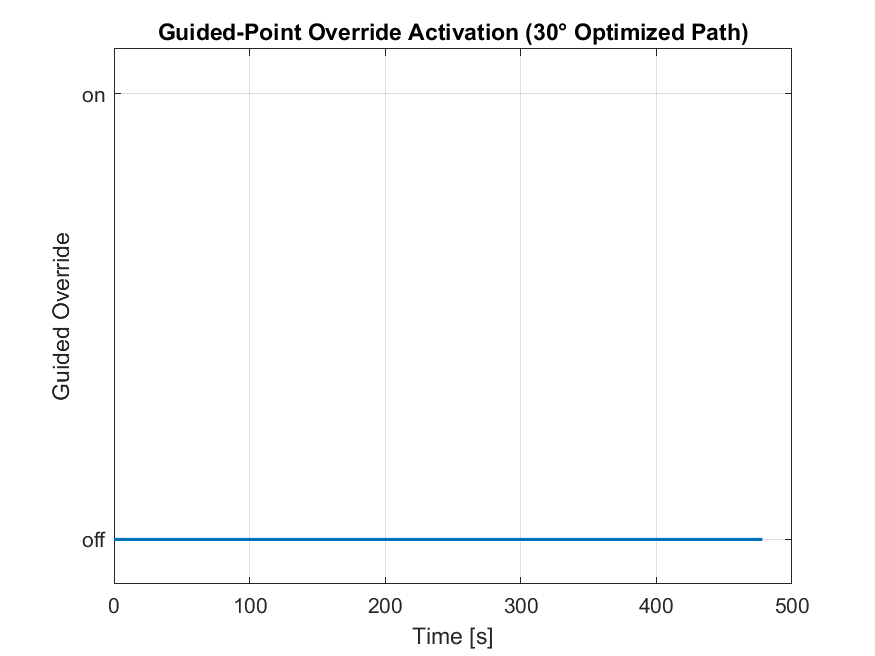 Guided-Point Override Activation (30° Optimized Path)
on
Guided Override
off
0 100 200 300 400 500
Time [s]